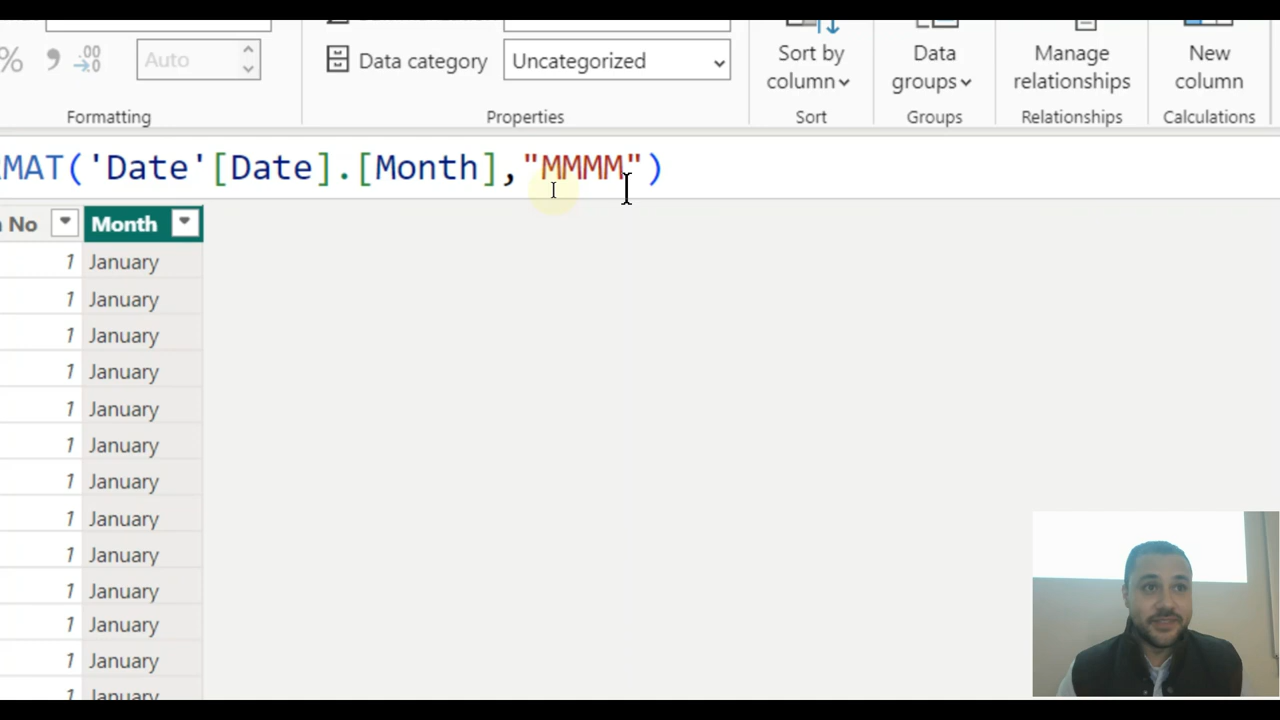 %
Auto
Data category
Uncategorized
Sort by column
Data groups
Manage relationships
New column
Formatting
Properties
Sort
Groups
Relationships
Calculations
MAT('Date'[Date].[Month],"MMMM")
No
Month
1 January
1 January
1 January
1 January
1 January
1 January
1 January
1 January
1 January
1 January
1 January
1 January
1 January